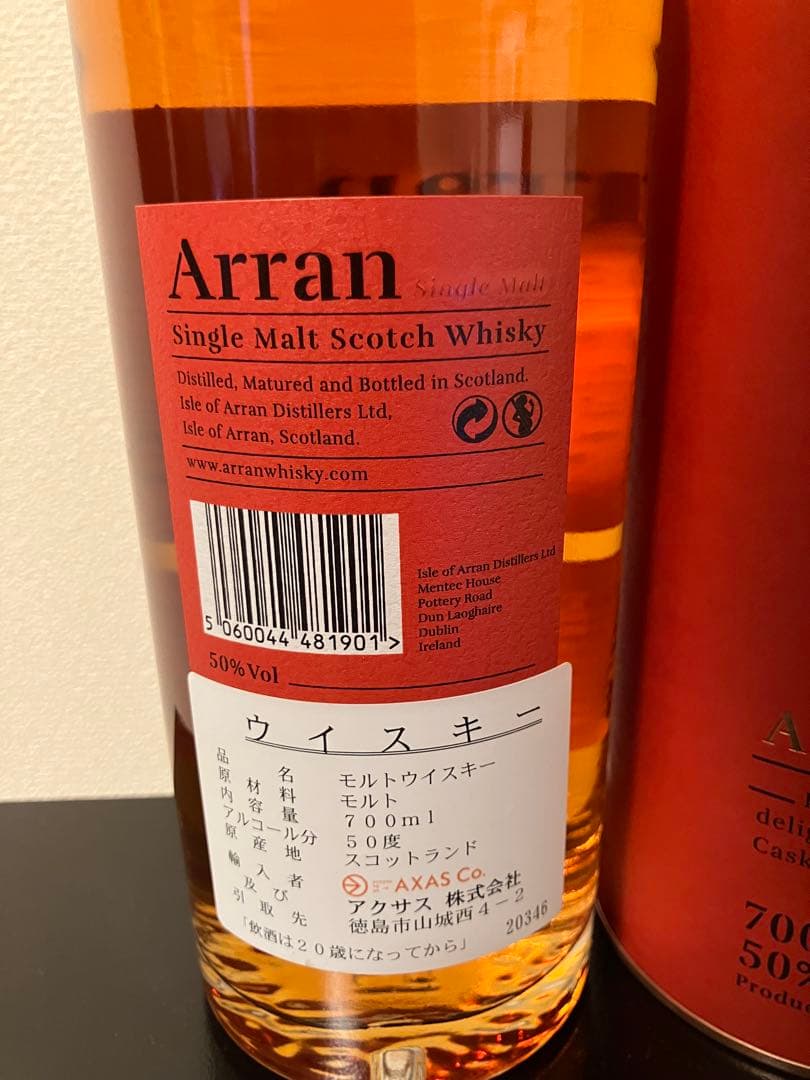 Arran
Single Malt
Single Malt Scotch Whisky
Distilled, Matured and Bottled in Scotland.
Isle of Arran Distillers Ltd,
Isle of Arran, Scotland.
www.arranwhisky.com
5 060044 481901 >
Isle of Arran Distillers Ltd
Mentec House
Pottery Road
Dun Laoghaire
Dublin
Ireland
50%Vol
ウイスキー
品名 モルトウイスキー
原材料 モルト
内容量 700ml
アルコール分 50度
原産地 スコットランド
輸入者 AXAS Co.
及び アクサス 株式会社
引取先 徳島市山城西4-2
20346
「飲酒は20歳になってから」
A
delig
Cask
700
50%
Produ